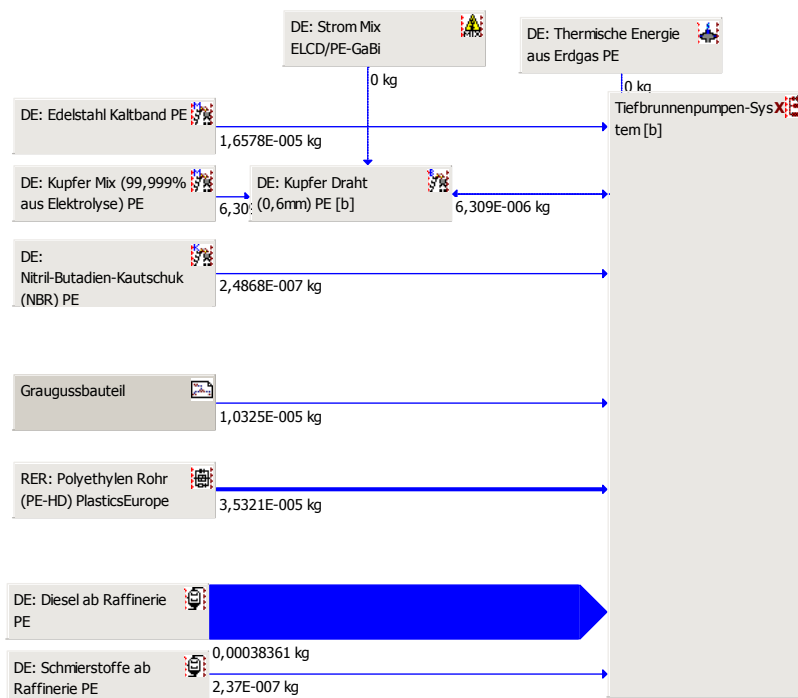 DE: Strom Mix
ELCD/PE-GaBi
MIX
DE: Thermische Energie
aus Erdgas PE
0 kg
0 kg
Tiefbrunnenpumpen-Sys
tem [b]
X
DE: Edelstahl Kaltband PE
M
1,6578E-005 kg
DE: Kupfer Mix (99,999%
aus Elektrolyse) PE
M
6,309
DE: Kupfer Draht
(0,6mm) PE [b]
6,309E-006 kg
DE:
Nitril-Butadien-Kautschuk
(NBR) PE
K
2,4868E-007 kg
Graugussbauteil
1,0325E-005 kg
RER: Polyethylen Rohr
(PE-HD) PlasticsEurope
3,5321E-005 kg
DE: Diesel ab Raffinerie
PE
0,00038361 kg
DE: Schmierstoffe ab
Raffinerie PE
2,37E-007 kg